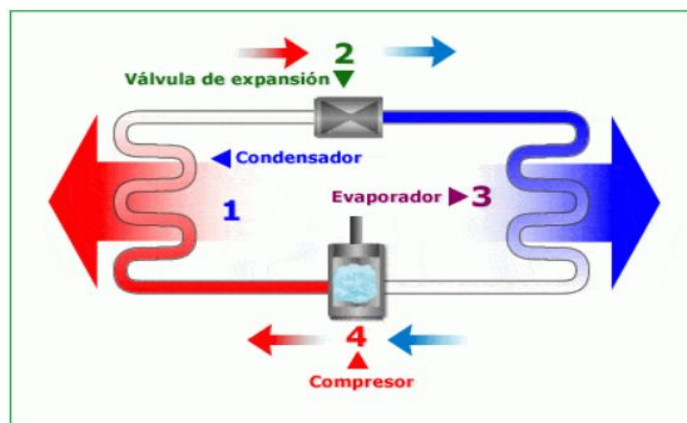 2
Válvula de expansión
Condensador
Evaporador 3
1
4
Compresor